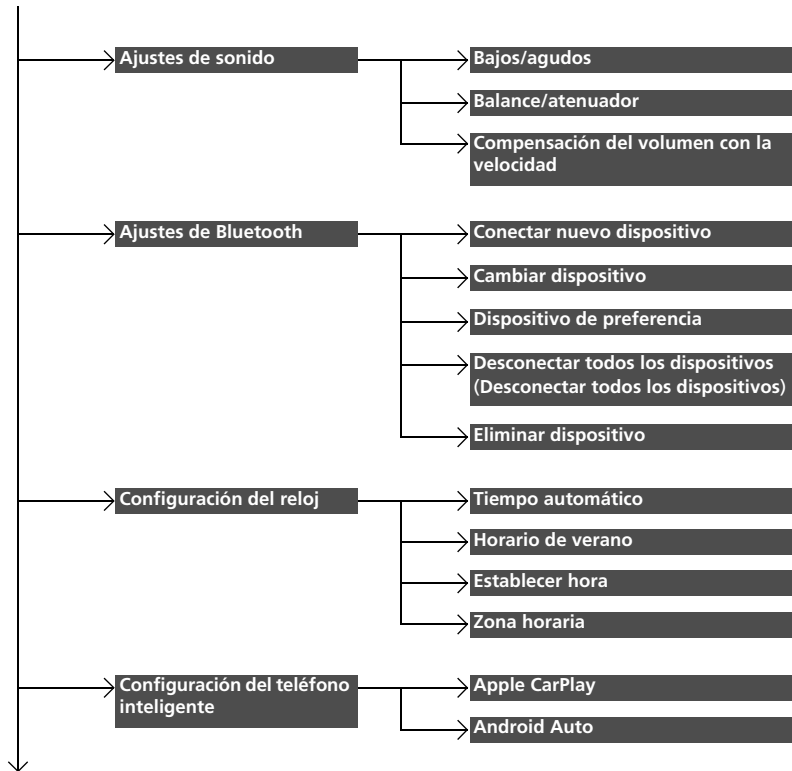 Ajustes de sonido
Bajos/agudos
Balance/atenuador
Compensación del volumen con la
velocidad
Ajustes de Bluetooth
Conectar nuevo dispositivo
Cambiar dispositivo
Dispositivo de preferencia
Desconectar todos los dispositivos
(Desconectar todos los dispositivos)
Eliminar dispositivo
Configuración del reloj
Tiempo automático
Horario de verano
Establecer hora
Zona horaria
Configuración del teléfono
inteligente
Apple CarPlay
Android Auto